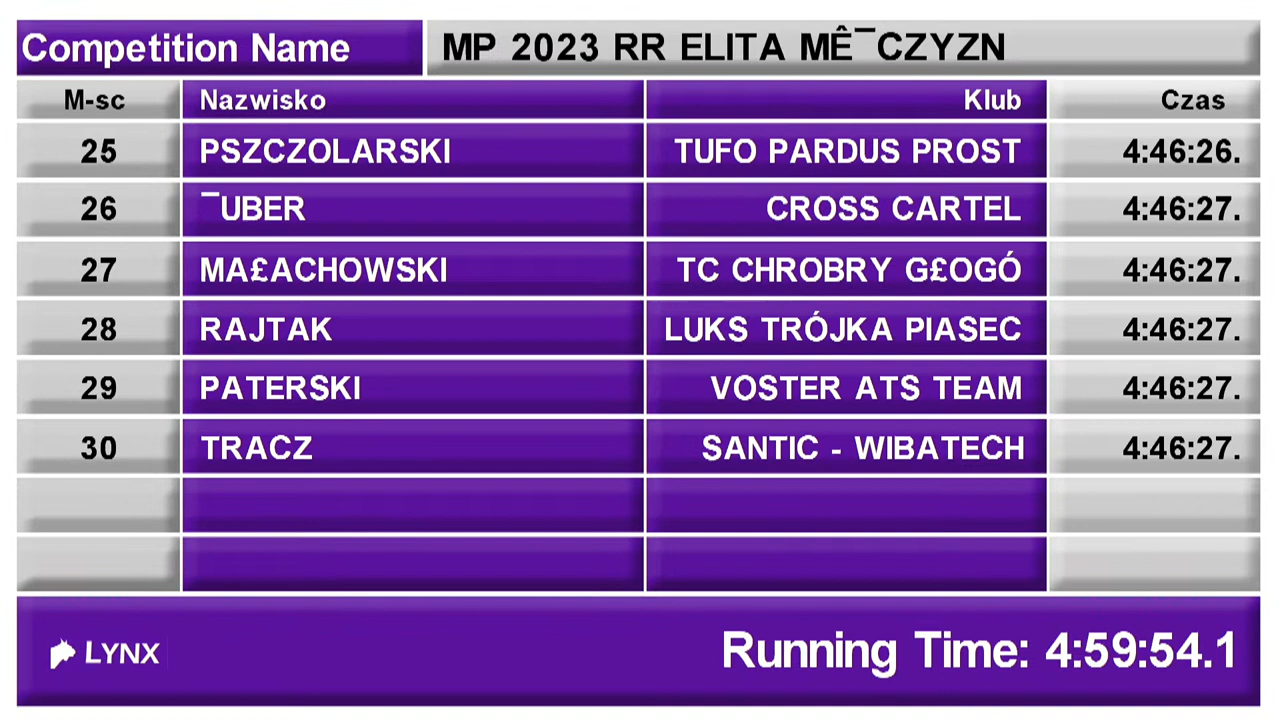 Competition Name MP 2023 RR ELITA MÊ¯CZYZN
M-sc Nazwisko Klub Czas
25 PSZCZOLARSKI TUFO PARDUS PROST 4:46:26.
26 ¯UBER CROSS CARTEL 4:46:27.
27 MA£ACHOWSKI TC CHROBRY G£OGÓ 4:46:27.
28 RAJTAK LUKS TRÓJKA PIASEC 4:46:27.
29 PATERSKI VOSTER ATS TEAM 4:46:27.
30 TRACZ SANTIC - WIBATECH 4:46:27.
LYNX Running Time: 4:59:54.1